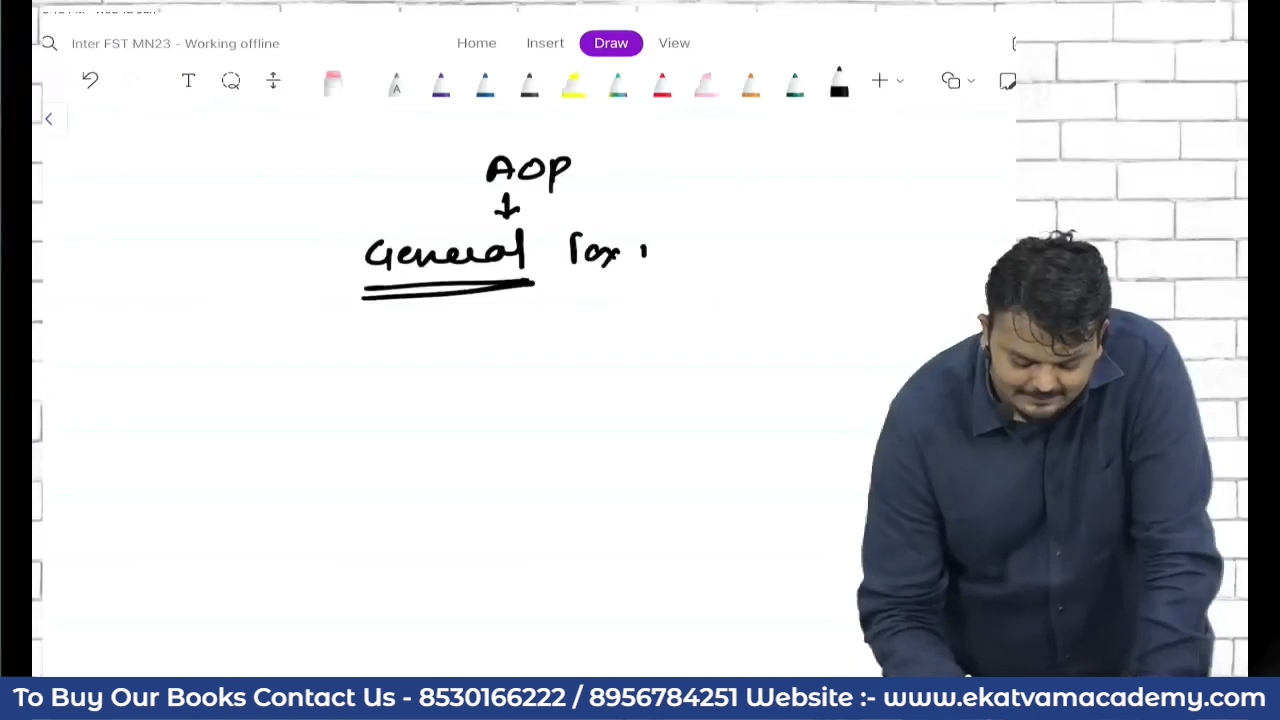 Inter FST MN23 - Working offline
Home Insert Draw View
T
A
AOP
General Tax
To Buy Our Books Contact Us - 8530166222 / 8956784251 Website :- www.ekatvamacademy.com